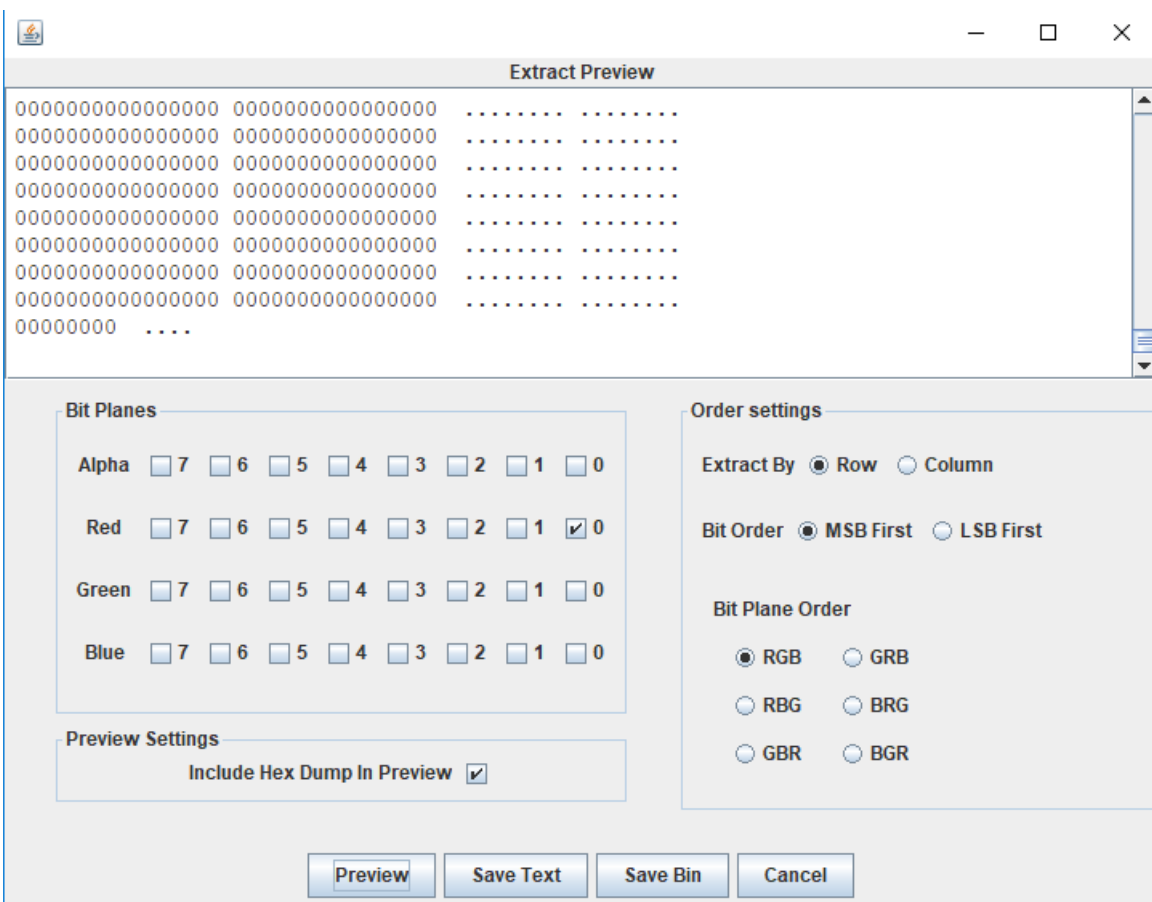 Extract Preview
0000000000000000 0000000000000000 ........ ........
0000000000000000 0000000000000000 ........ ........
0000000000000000 0000000000000000 ........ ........
0000000000000000 0000000000000000 ........ ........
0000000000000000 0000000000000000 ........ ........
0000000000000000 0000000000000000 ........ ........
0000000000000000 0000000000000000 ........ ........
0000000000000000 0000000000000000 ........ ........
00000000 ....
Bit Planes
Alpha 7 6 5 4 3 2 1 0
Red 7 6 5 4 3 2 1 0
Green 7 6 5 4 3 2 1 0
Blue 7 6 5 4 3 2 1 0
Preview Settings
Include Hex Dump In Preview
Order settings
Extract By Row Column
Bit Order MSB First LSB First
Bit Plane Order
RGB GRB
RBG BRG
GBR BGR
Preview Save Text Save Bin Cancel